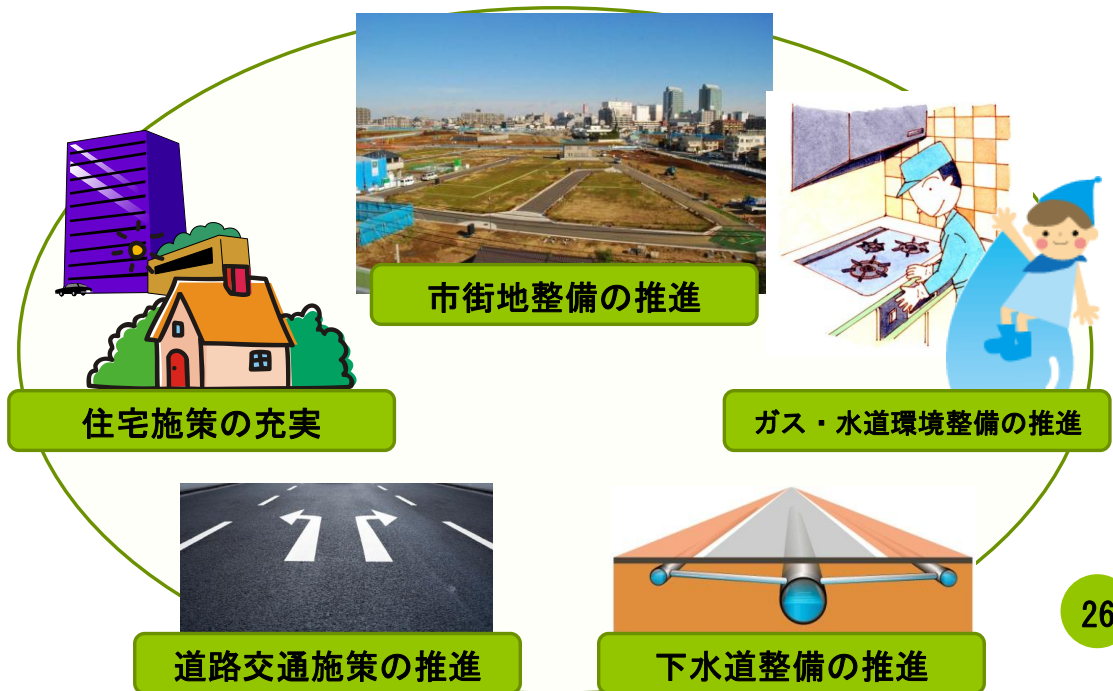 市街地整備の推進
住宅施策の充実
ガス・水道環境整備の推進
道路交通施策の推進
下水道整備の推進
26